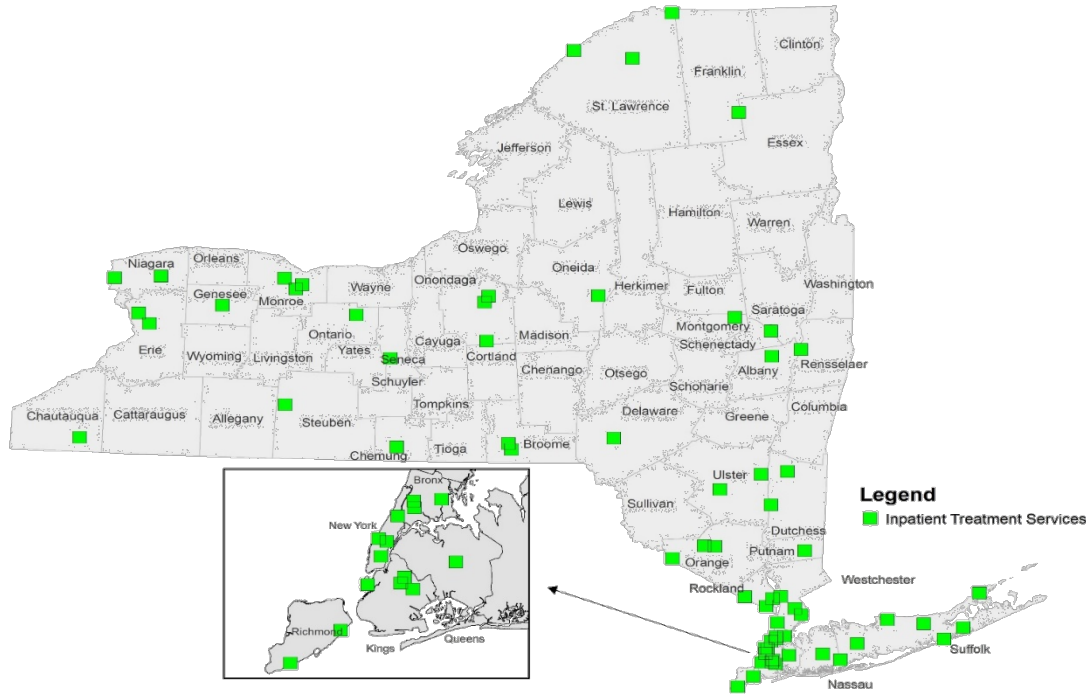 Clinton
Franklin
St. Lawrence
Essex
Jefferson
Lewis
Hamilton
Warren
Oswego
Oneida
Herkimer
Washington
Fulton
Saratoga
Niagara
Orleans
Genesee
Monroe
Wayne
Onondaga
Ontario
Cayuga
Madison
Montgomery
Schenectady
Erie
Wyoming
Livingston
Yates
Seneca
Cortland
Chenango
Otsego
Schoharie
Albany
Rensselaer
Schuyler
Tompkins
Delaware
Greene
Columbia
Chautauqua
Cattaraugus
Allegany
Steuben
Chemung
Tioga
Broome
Ulster
Sullivan
Dutchess
Orange
Putnam
Rockland
Westchester
Suffolk
Nassau
Bronx
New York
Richmond
Kings
Queens
Legend
Inpatient Treatment Services